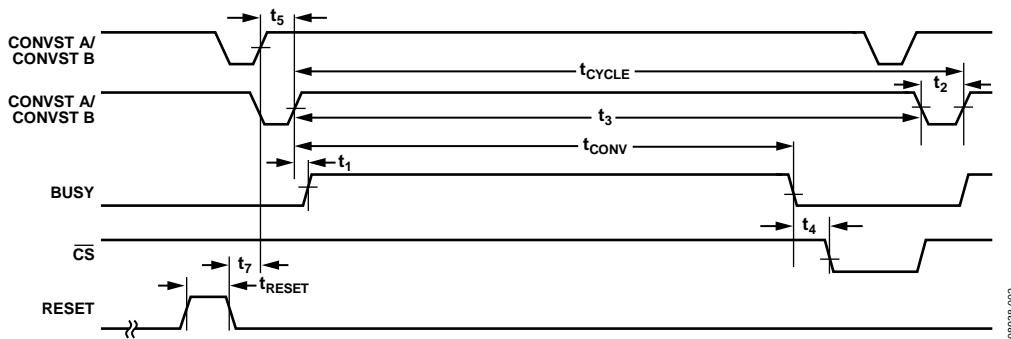 t5
CONVST A/
CONVST B
tCYCLE
t2
CONVST A/
CONVST B
t3
tCONV
t1
BUSY
t4
CS
t7
tRESET
RESET